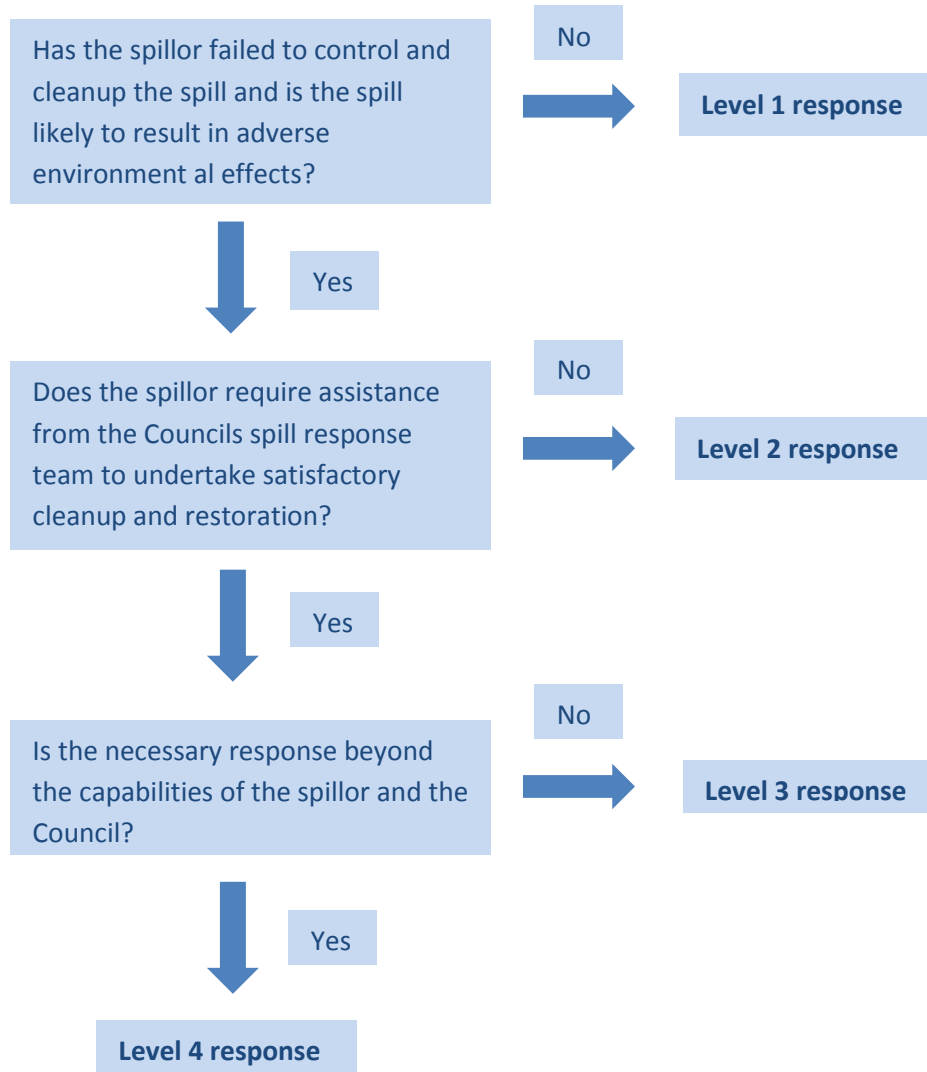 Has the spillor failed to control and
cleanup the spill and is the spill
likely to result in adverse
environment al effects?
No
Level 1 response
Yes
Does the spillor require assistance
from the Councils spill response
team to undertake satisfactory
cleanup and restoration?
No
Level 2 response
Yes
Is the necessary response beyond
the capabilities of the spillor and the
Council?
No
Level 3 response
Yes
Level 4 response